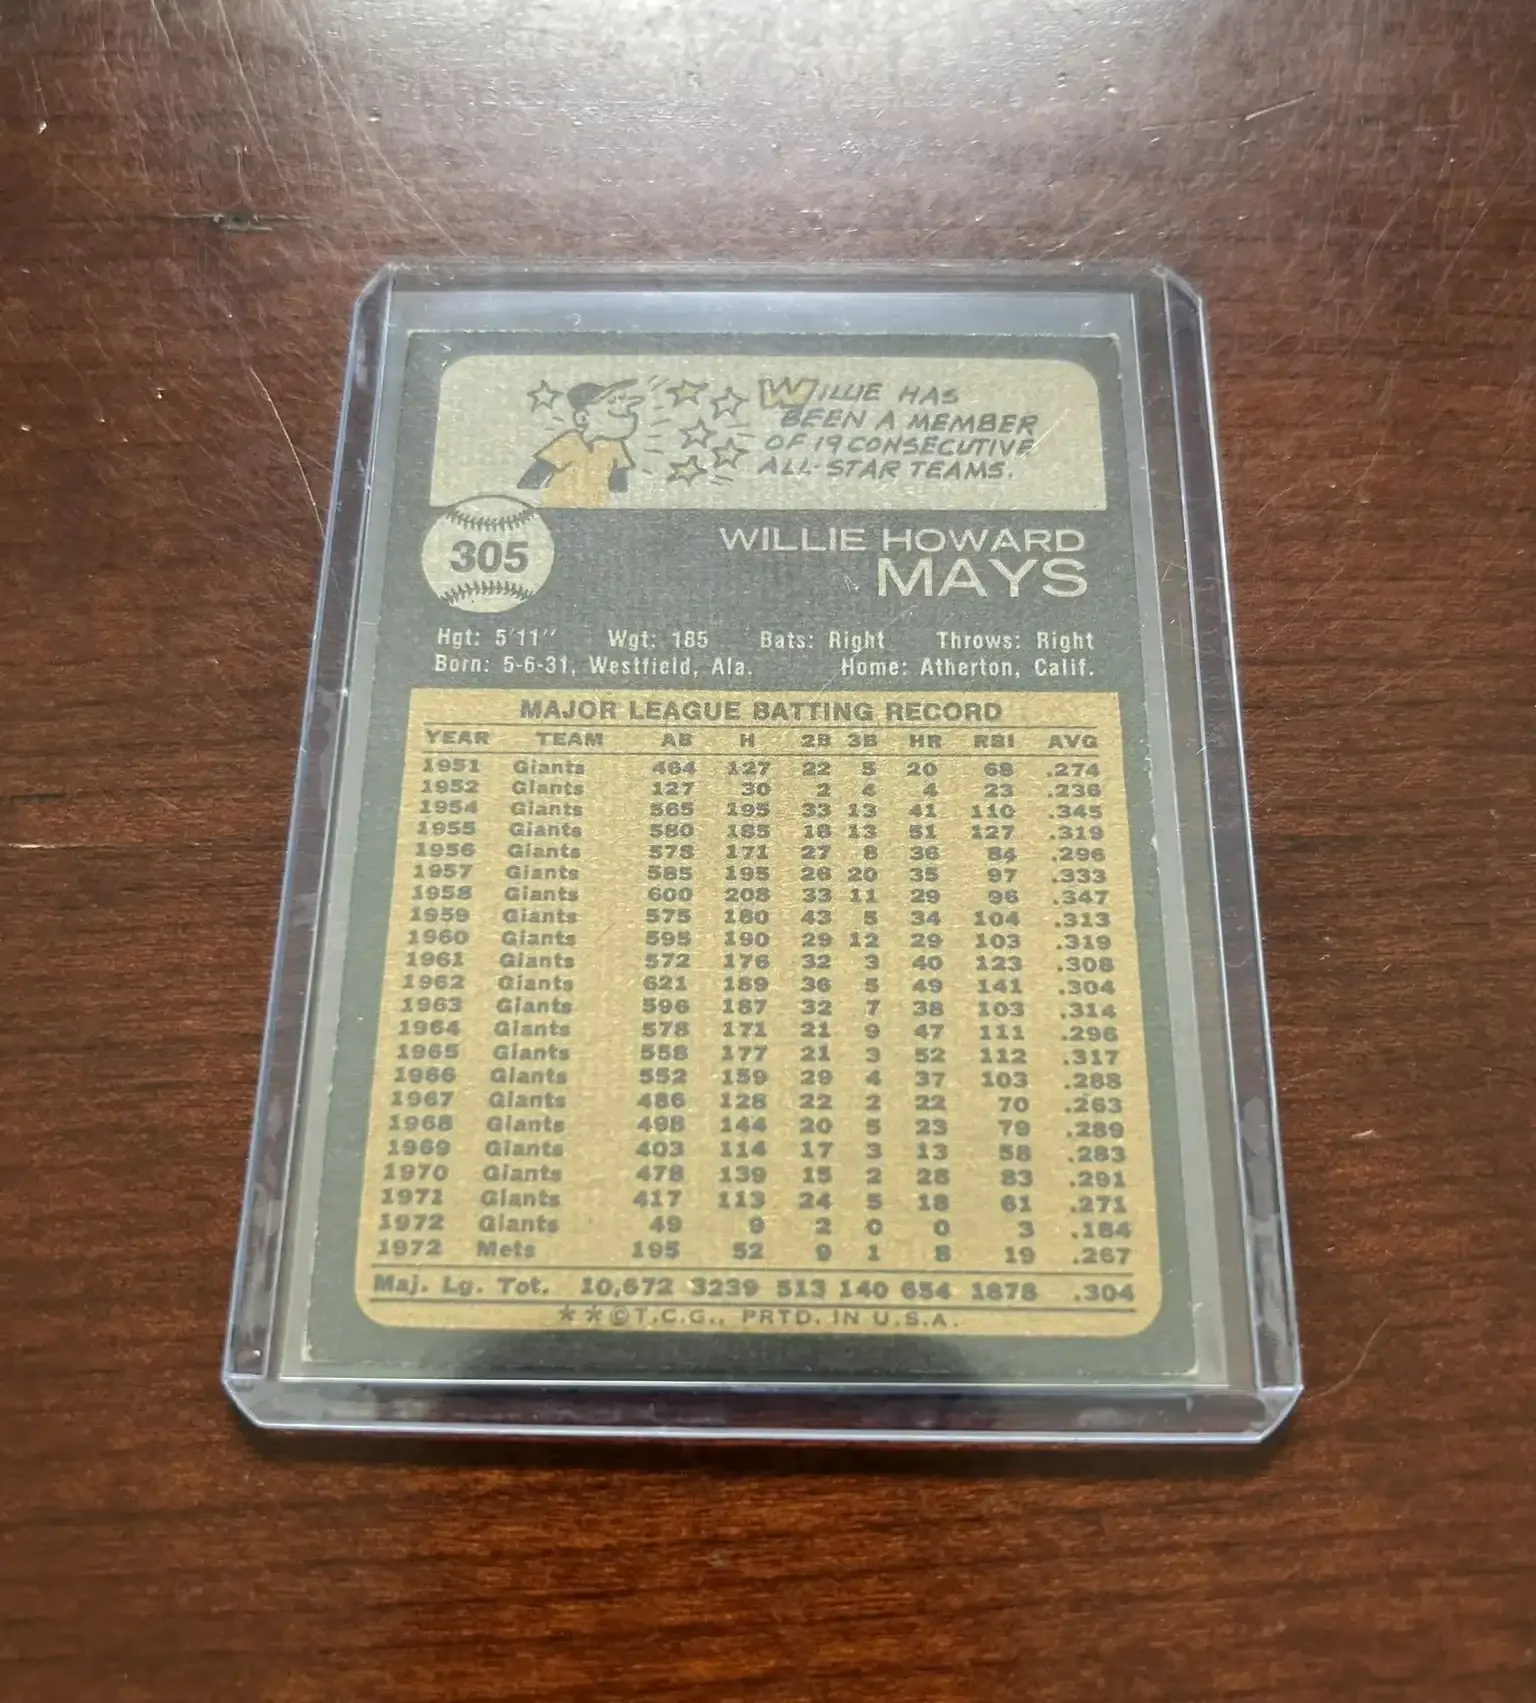 WILLIE HAS
BEEN A MEMBER
OF 19 CONSECUTIVE
ALL-STAR TEAMS.
305
WILLIE HOWARD
MAYS
Hgt: 5'11" Wgt: 185 Bats: Right Throws: Right
Born: 5-6-31, Westfield, Ala. Home: Atherton, Calif.
MAJOR LEAGUE BATTING RECORD
YEAR TEAM AB H 2B 3B HR RBI AVG
1951 Giants 464 127 22 5 20 68 .274
1952 Giants 127 30 2 4 4 23 .236
1954 Giants 565 195 33 13 41 110 .345
1955 Giants 580 185 18 13 51 127 .319
1956 Giants 578 171 27 8 36 84 .296
1957 Giants 585 195 26 20 35 97 .333
1958 Giants 600 208 33 11 29 96 .347
1959 Giants 575 180 43 5 34 104 .313
1960 Giants 595 190 29 12 29 103 .319
1961 Giants 572 176 32 3 40 123 .308
1962 Giants 621 189 36 5 49 141 .304
1963 Giants 596 187 32 7 38 103 .314
1964 Giants 578 171 21 9 47 111 .296
1965 Giants 558 177 21 3 52 112 .317
1966 Giants 552 159 29 4 37 103 .288
1967 Giants 486 128 22 2 22 70 .263
1968 Giants 498 144 20 5 23 79 .289
1969 Giants 403 114 17 3 13 58 .283
1970 Giants 478 139 15 2 28 83 .291
1971 Giants 417 113 24 5 18 61 .271
1972 Giants 49 9 2 0 0 3 .184
1972 Mets 195 52 9 1 8 19 .267
Maj. Lg. Tot. 10,672 3239 513 140 654 1878 .304
**©T.C.G., PRTD. IN U.S.A.